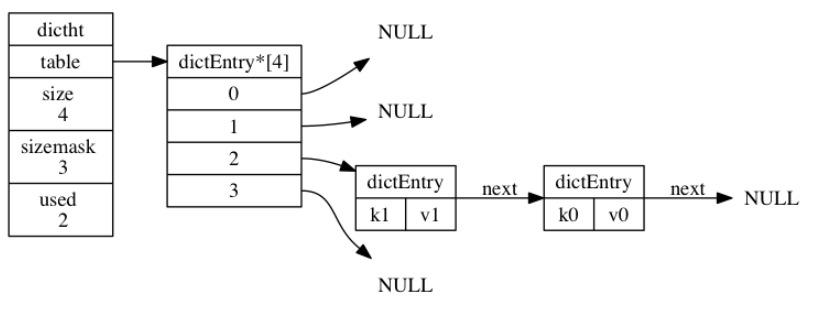 dictht
table
size
4
sizemask
3
used
2
dictEntry*[4]
0
1
2
3
NULL
NULL
dictEntry
k1 v1
next
dictEntry
k0 v0
next
NULL
NULL